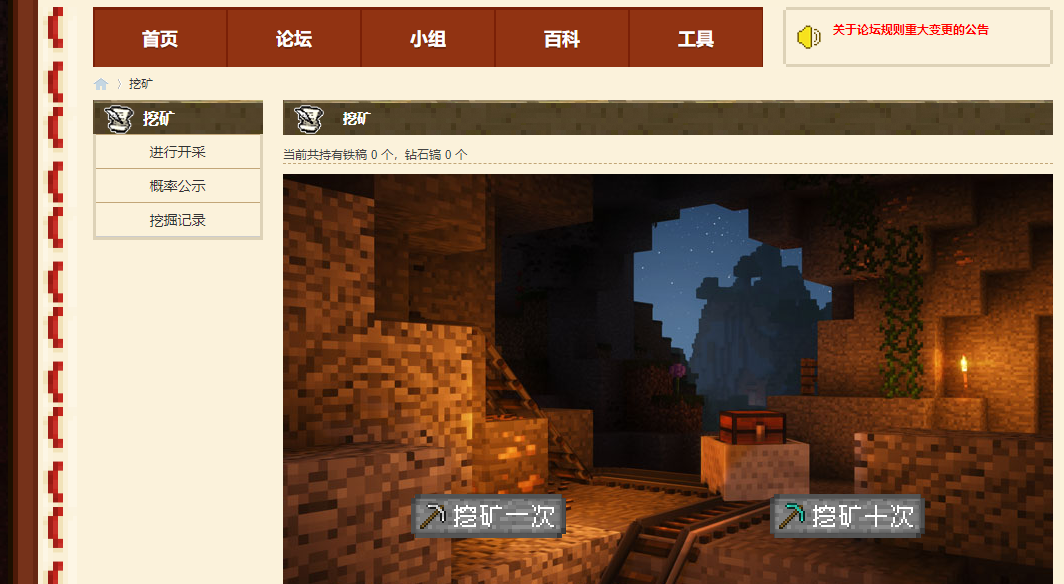 首页
论坛
小组
百科
工具
关于论坛规则重大变更的公告
挖矿
挖矿
进行开采
概率公示
挖掘记录
挖矿
当前共持有铁稿 0 个，钻石镐 0 个
挖矿一次
挖矿十次